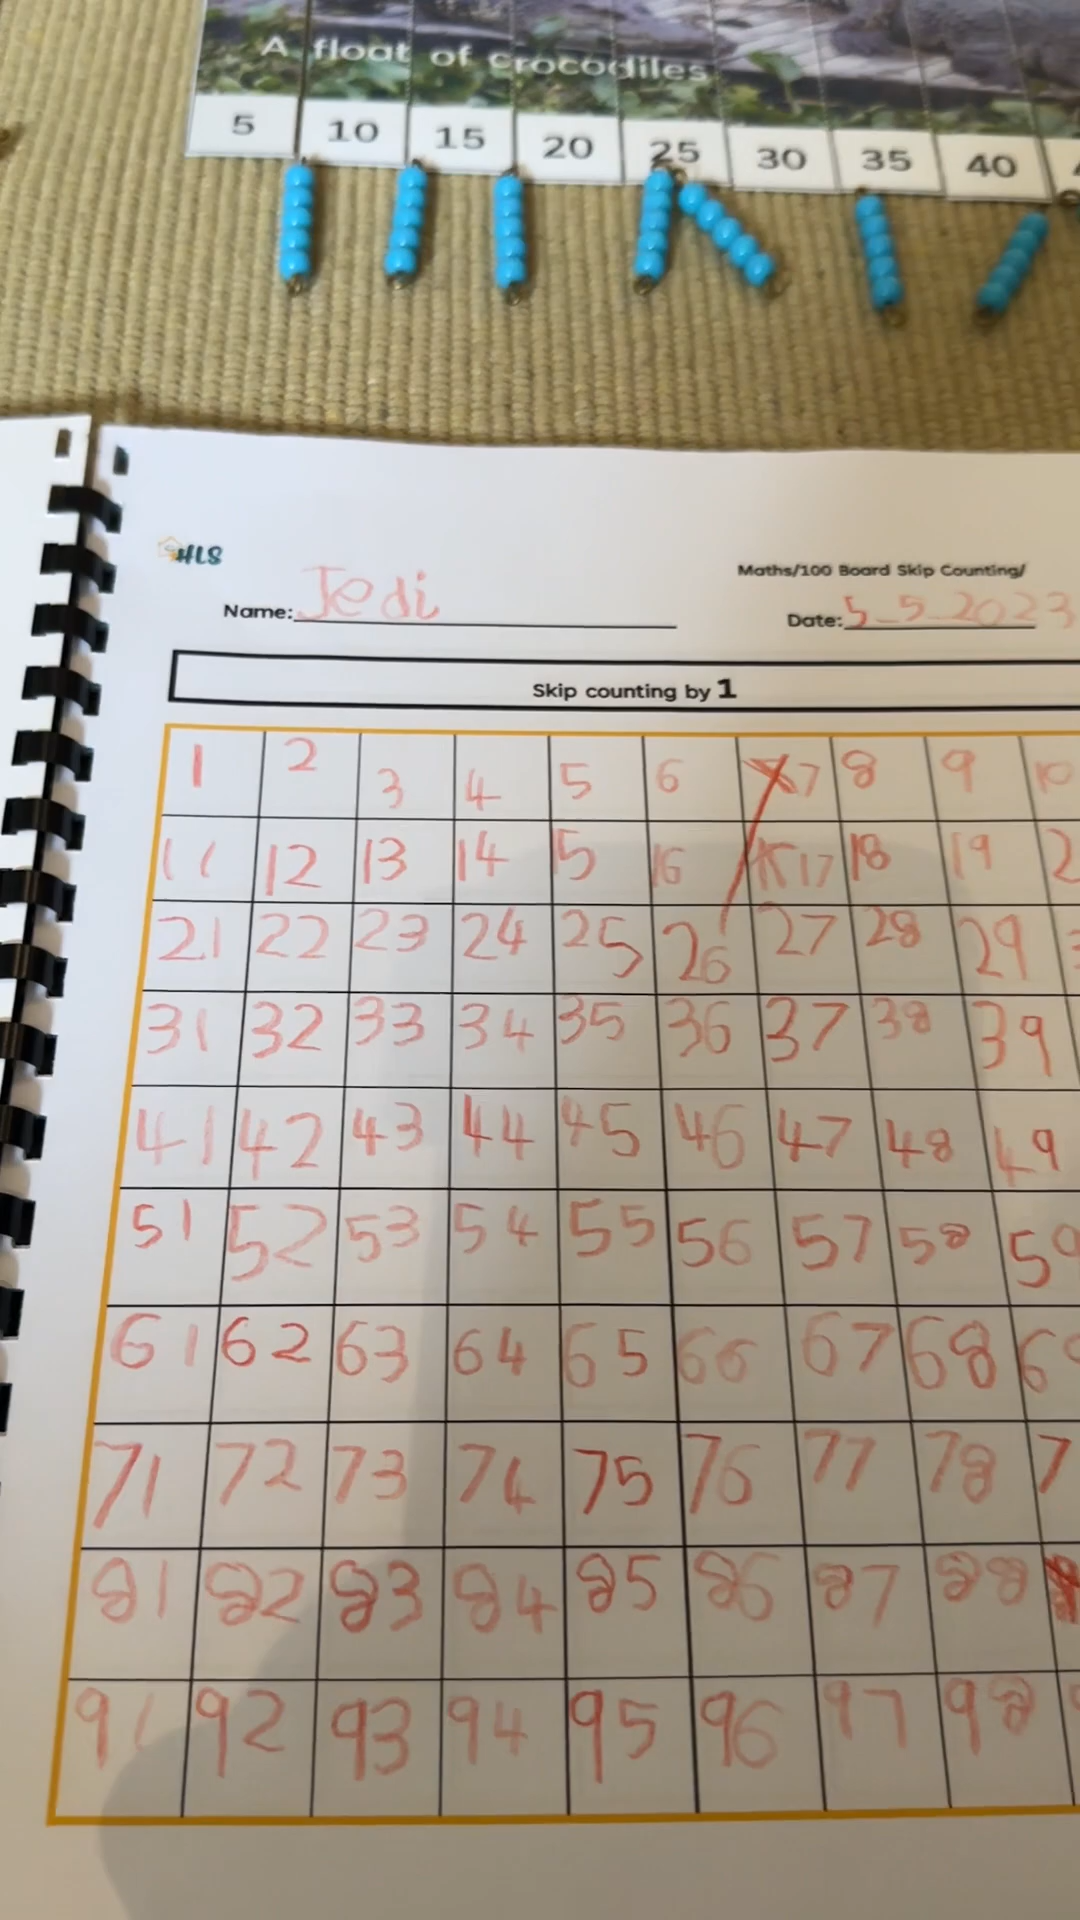 A float of crocodiles
5 10 15 20 25 30 35 40
HLS
Maths/100 Board Skip Counting/
Name: Jedi Date: 5-5-2023
Skip counting by 1
1 2 3 4 5 6 7 8 9 10
11 12 13 14 15 16 17 18 19 2
21 22 23 24 25 26 27 28 29
31 32 33 34 35 36 37 38 39
41 42 43 44 45 46 47 48 49
51 52 53 54 55 56 57 58 5
61 62 63 64 65 66 67 68 6
71 72 73 74 75 76 77 78 7
81 82 83 84 85 86 87 88
91 92 93 94 95 96 97 98